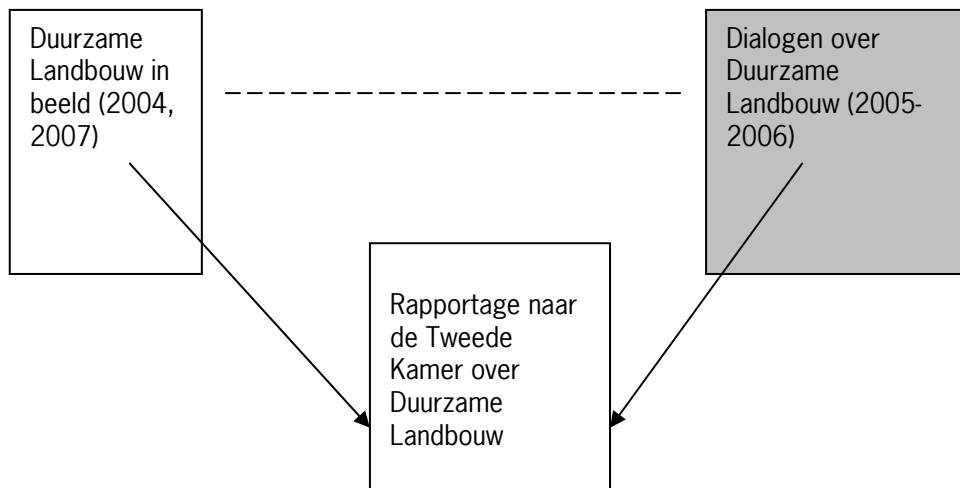 Duurzame
Landbouw in
beeld (2004,
2007)
Dialogen over
Duurzame
Landbouw (2005-
2006)
Rapportage naar
de Tweede
Kamer over
Duurzame
Landbouw